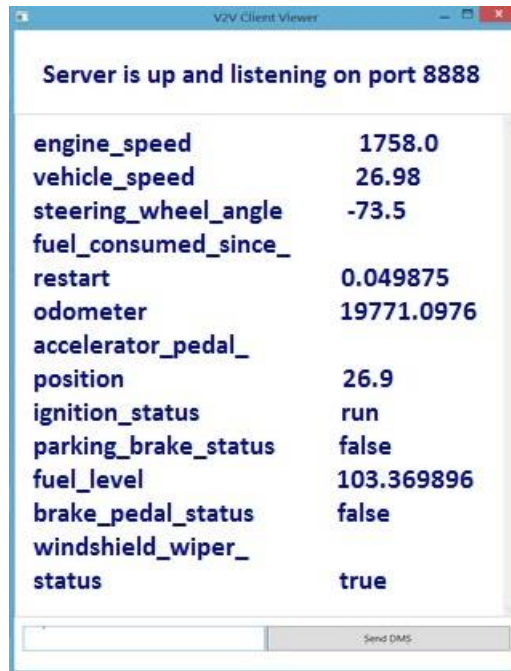 V2V Client Viewer
Server is up and listening on port 8888
engine_speed 1758.0
vehicle_speed 26.98
steering_wheel_angle -73.5
fuel_consumed_since_
restart 0.049875
odometer 19771.0976
accelerator_pedal_
position 26.9
ignition_status run
parking_brake_status false
fuel_level 103.369896
brake_pedal_status false
windshield_wiper_
status true
Send DMS